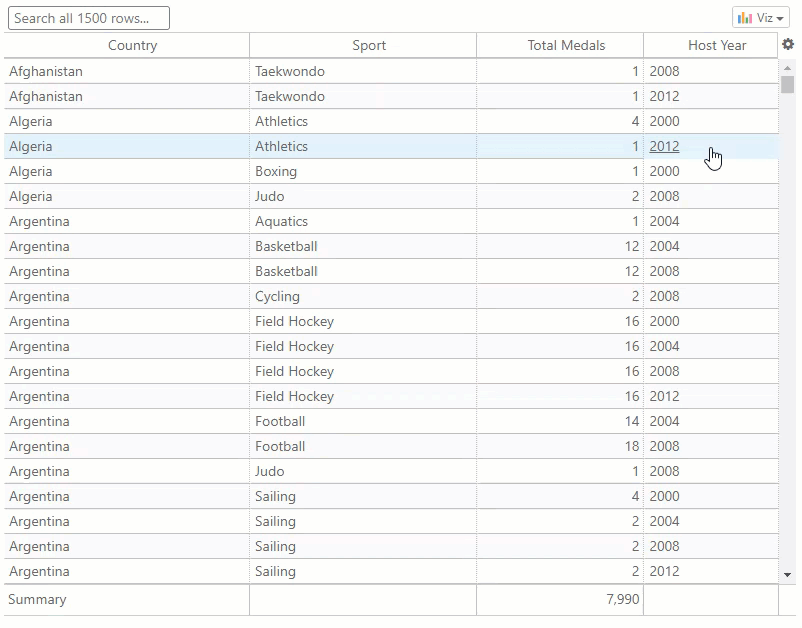 Search all 1500 rows...
Viz
Country Sport Total Medals Host Year
Afghanistan Taekwondo 1 2008
Afghanistan Taekwondo 1 2012
Algeria Athletics 4 2000
Algeria Athletics 1 2012
Algeria Boxing 1 2000
Algeria Judo 2 2008
Argentina Aquatics 1 2004
Argentina Basketball 12 2004
Argentina Basketball 12 2008
Argentina Cycling 2 2008
Argentina Field Hockey 16 2000
Argentina Field Hockey 16 2004
Argentina Field Hockey 16 2008
Argentina Field Hockey 16 2012
Argentina Football 14 2004
Argentina Football 18 2008
Argentina Judo 1 2008
Argentina Sailing 4 2000
Argentina Sailing 2 2004
Argentina Sailing 2 2008
Argentina Sailing 2 2012
Summary 7,990